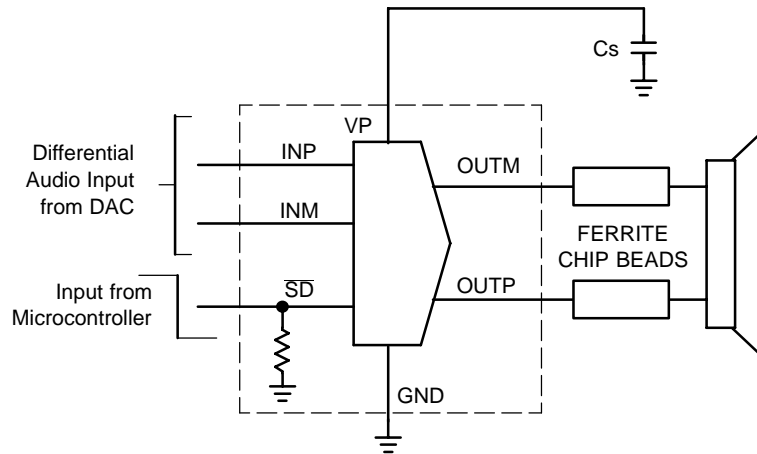 Cs
VP
Differential
Audio Input
from DAC
INP
INM
OUTM
FERRITE
CHIP BEADS
Input from
Microcontroller
SD
OUTP
GND